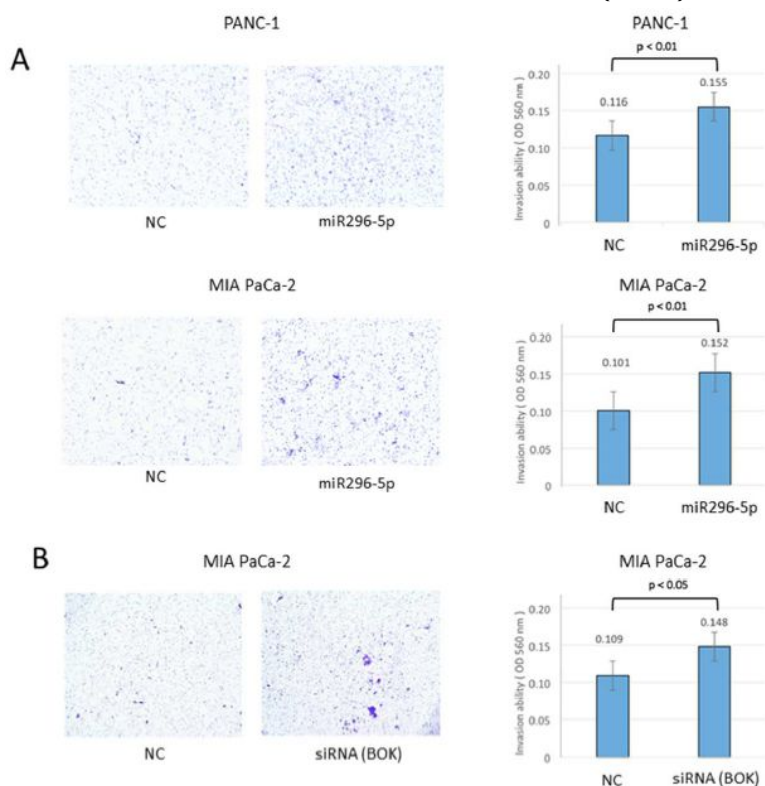 PANC-1
A
NC
miR296-5p
PANC-1
p < 0.01
Invasion ability ( OD 560 nm )
0.20
0.15
0.10
0.05
0
0.116
0.155
NC
miR296-5p
MIA PaCa-2
NC
miR296-5p
MIA PaCa-2
p < 0.01
Invasion ability ( OD 560 nm )
0.20
0.15
0.10
0.05
0
0.101
0.152
NC
miR296-5p
B
MIA PaCa-2
NC
siRNA (BOK)
MIA PaCa-2
p < 0.05
Invasion ability ( OD 560 nm )
0.20
0.15
0.10
0.05
0
0.109
0.148
NC
siRNA (BOK)